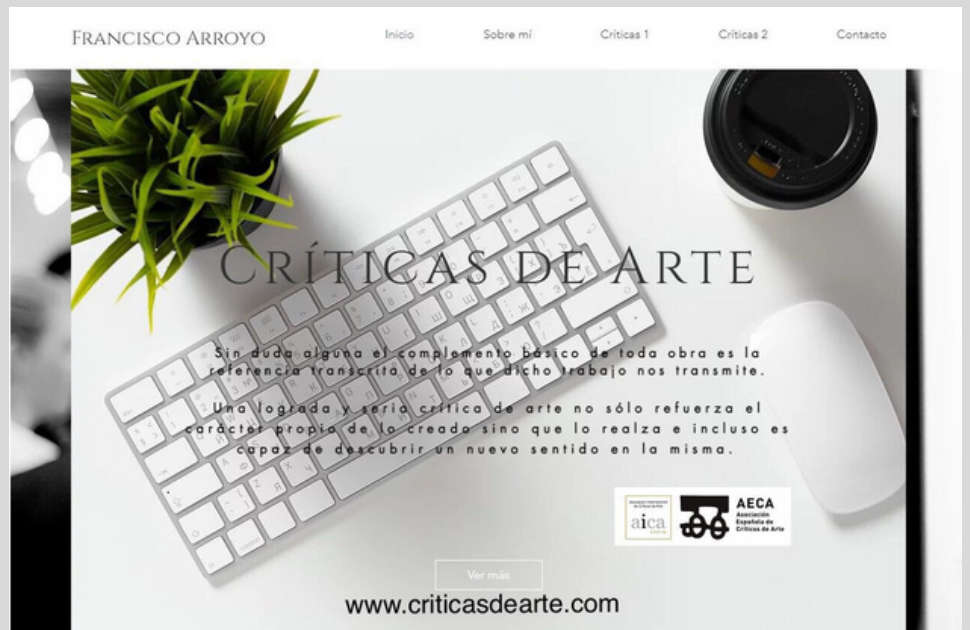 FRANCISCO ARROYO
Inicio
Sobre mí
Críticas 1
Críticas 2
Contacto
CRÍTICAS DE ARTE
Sin duda alguna el complemento básico de toda obra es la
referencia transcrita de lo que dicho trabajo nos transmite.
Una lograda y seria crítica de arte no sólo refuerza el
carácter propio de lo creado sino que lo realza e incluso es
capaz de descubrir un nuevo sentido en la misma.
aica
AECA
Asociación
Española de
Críticos de Arte
Ver más
www.criticasdearte.com